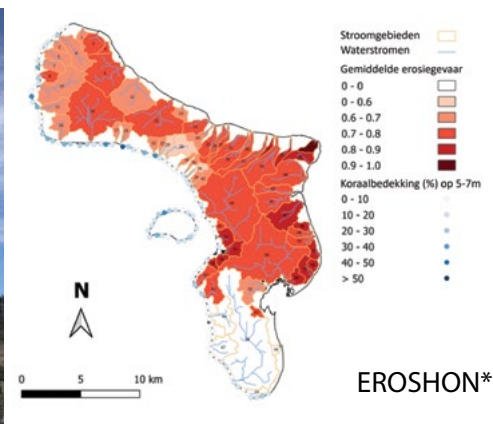 Stroomgebieden
Waterstromen
Gemiddelde erosiegevaar
0 - 0
0 - 0.6
0.6 - 0.7
0.7 - 0.8
0.8 - 0.9
0.9 - 1.0
Koraalbedekking (%) op 5-7m
0 - 10
10 - 20
20 - 30
30 - 40
40 - 50
> 50
N
0 5 10 km
EROSHON*